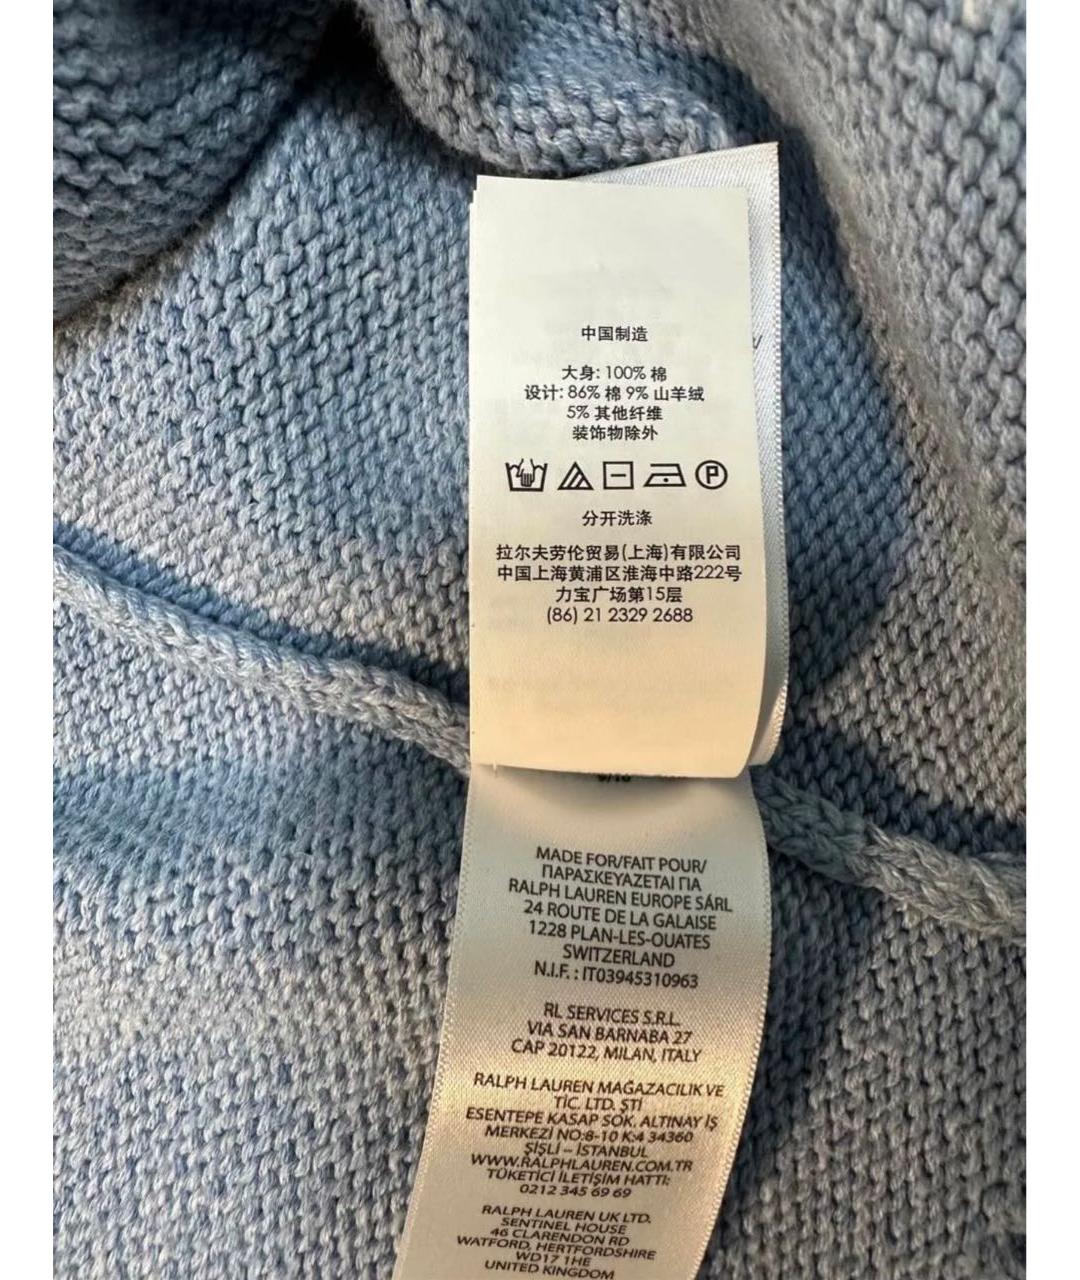 中国制造
大身: 100% 棉
设计: 86% 棉 9% 山羊绒
5% 其他纤维
装饰物除外
P
分开洗涤
拉尔夫劳伦贸易(上海)有限公司
中国上海黄浦区淮海中路222号
力宝广场第15层
(86) 21 2329 2688
MADE FOR/FAIT POUR/
ΠΑΡΑΣΚΕΥΑΖΕΤΑΙ ΓΙΑ
RALPH LAUREN EUROPE SÁRL
24 ROUTE DE LA GALAISE
1228 PLAN-LES-OUATES
SWITZERLAND
N.I.F. : IT03945310963
RL SERVICES S.R.L.
VIA SAN BARNABA 27
CAP 20122, MILAN, ITALY
RALPH LAUREN MAĞAZACILIK VE
TİC. LTD. ŞTİ
ESENTEPE KASAP SOK. ALTINAY İŞ
MERKEZİ NO:8-10 K:4 34360
ŞİŞLİ – İSTANBUL
WWW.RALPHLAUREN.COM.TR
TÜKETİCİ İLETİŞİM HATTI:
0212 345 69 69
RALPH LAUREN UK LTD.
SENTINEL HOUSE
46 CLARENDON RD
WATFORD, HERTFORDSHIRE
WD17 1HE
UNITED KINGDOM